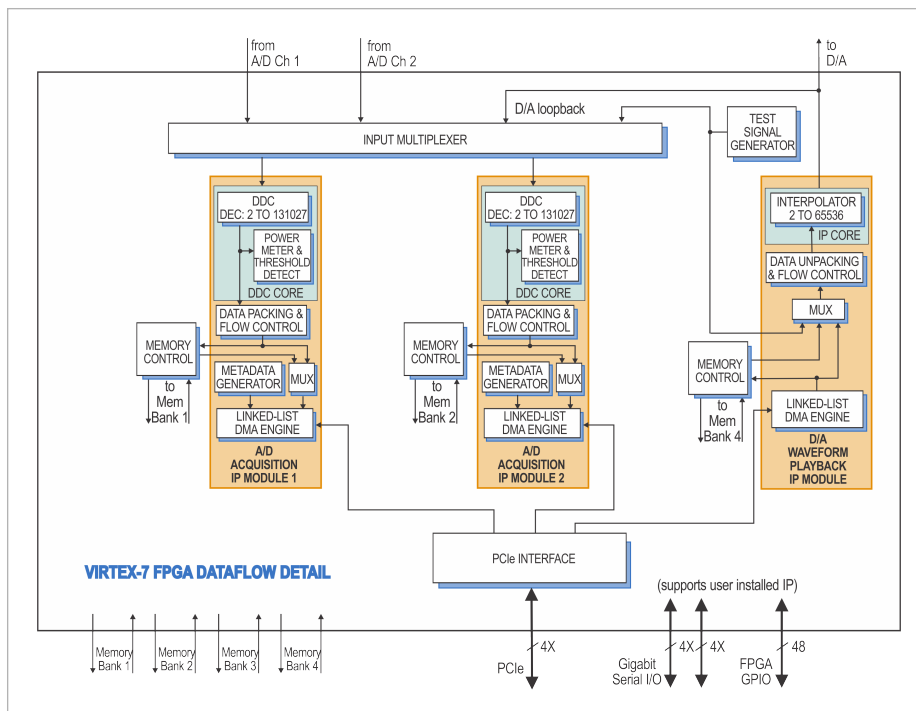 from
A/D Ch 1
from
A/D Ch 2
to
D/A
D/A loopback
INPUT MULTIPLEXER
TEST
SIGNAL
GENERATOR
DDC
DEC: 2 TO 131027
POWER
METER &
THRESHOLD
DETECT
DDC CORE
DATA PACKING &
FLOW CONTROL
MEMORY
CONTROL
METADATA
GENERATOR
MUX
to
Mem
Bank 1
LINKED-LIST
DMA ENGINE
A/D
ACQUISITION
IP MODULE 1
DDC
DEC: 2 TO 131027
POWER
METER &
THRESHOLD
DETECT
DDC CORE
DATA PACKING &
FLOW CONTROL
MEMORY
CONTROL
METADATA
GENERATOR
MUX
to
Mem
Bank 2
LINKED-LIST
DMA ENGINE
A/D
ACQUISITION
IP MODULE 2
INTERPOLATOR
2 TO 65536
IP CORE
DATA UNPACKING
& FLOW CONTROL
MUX
MEMORY
CONTROL
to
Mem
Bank 4
LINKED-LIST
DMA ENGINE
D/A
WAVEFORM
PLAYBACK
IP MODULE
PCIe INTERFACE
VIRTEX-7 FPGA DATAFLOW DETAIL
(supports user installed IP)
Memory
Bank 1
Memory
Bank 2
Memory
Bank 3
Memory
Bank 4
4X
PCIe
4X
4X
Gigabit
Serial I/O
48
FPGA
GPIO